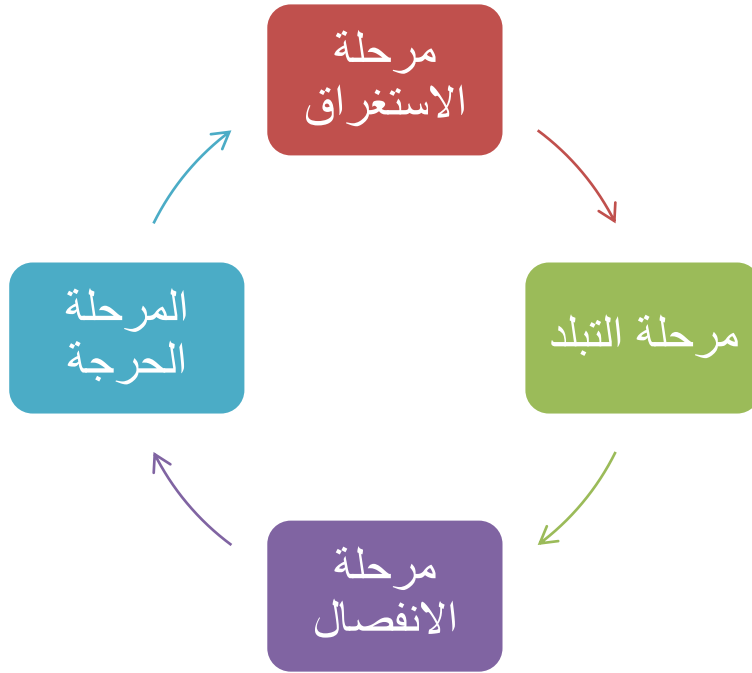 مرحلة
الاستغراق
مرحلة التبلد
مرحلة
الانفصال
المرحلة
الحرجة